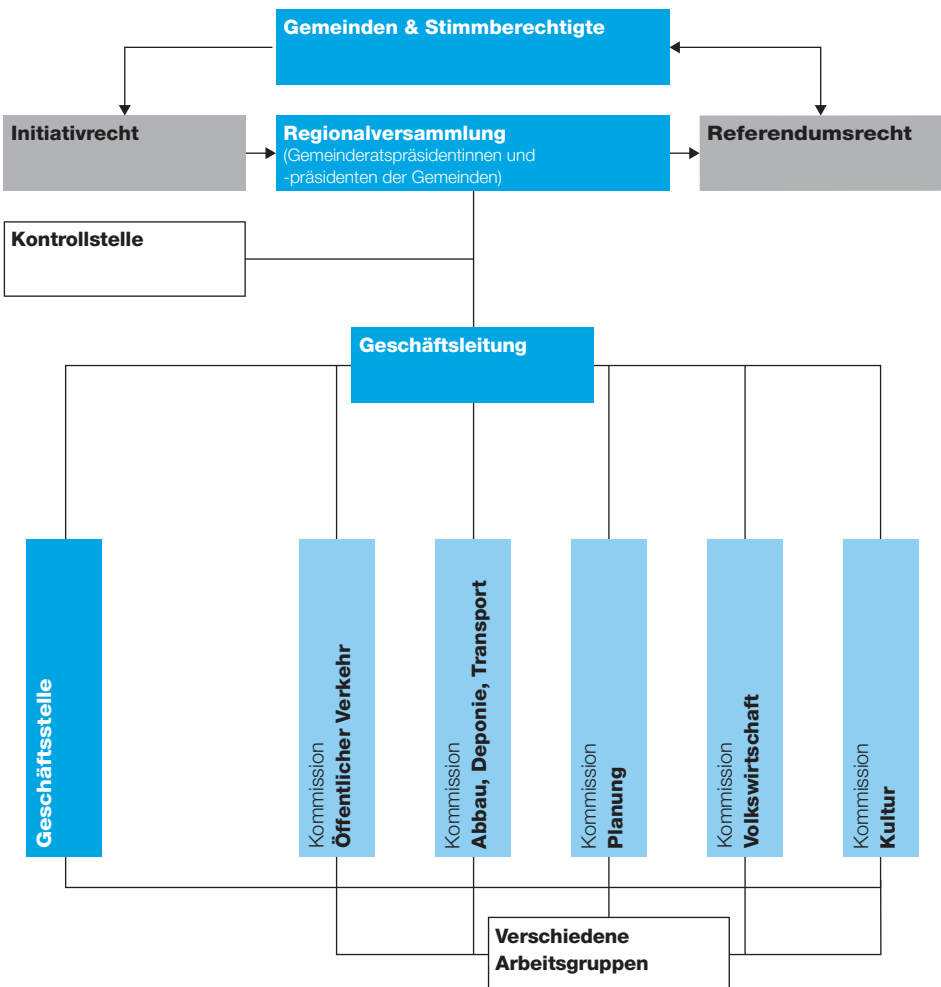 Gemeinden & Stimmberechtigte
Initiativrecht
Regionalversammlung
(Gemeinderatspräsidentinnen und
-präsidenten der Gemeinden)
Referendumsrecht
Kontrollstelle
Geschäftsleitung
Geschäftsstelle
Kommission
Öffentlicher Verkehr
Kommission
Abbau, Deponie, Transport
Kommission
Planung
Kommission
Volkswirtschaft
Kommission
Kultur
Verschiedene
Arbeitsgruppen